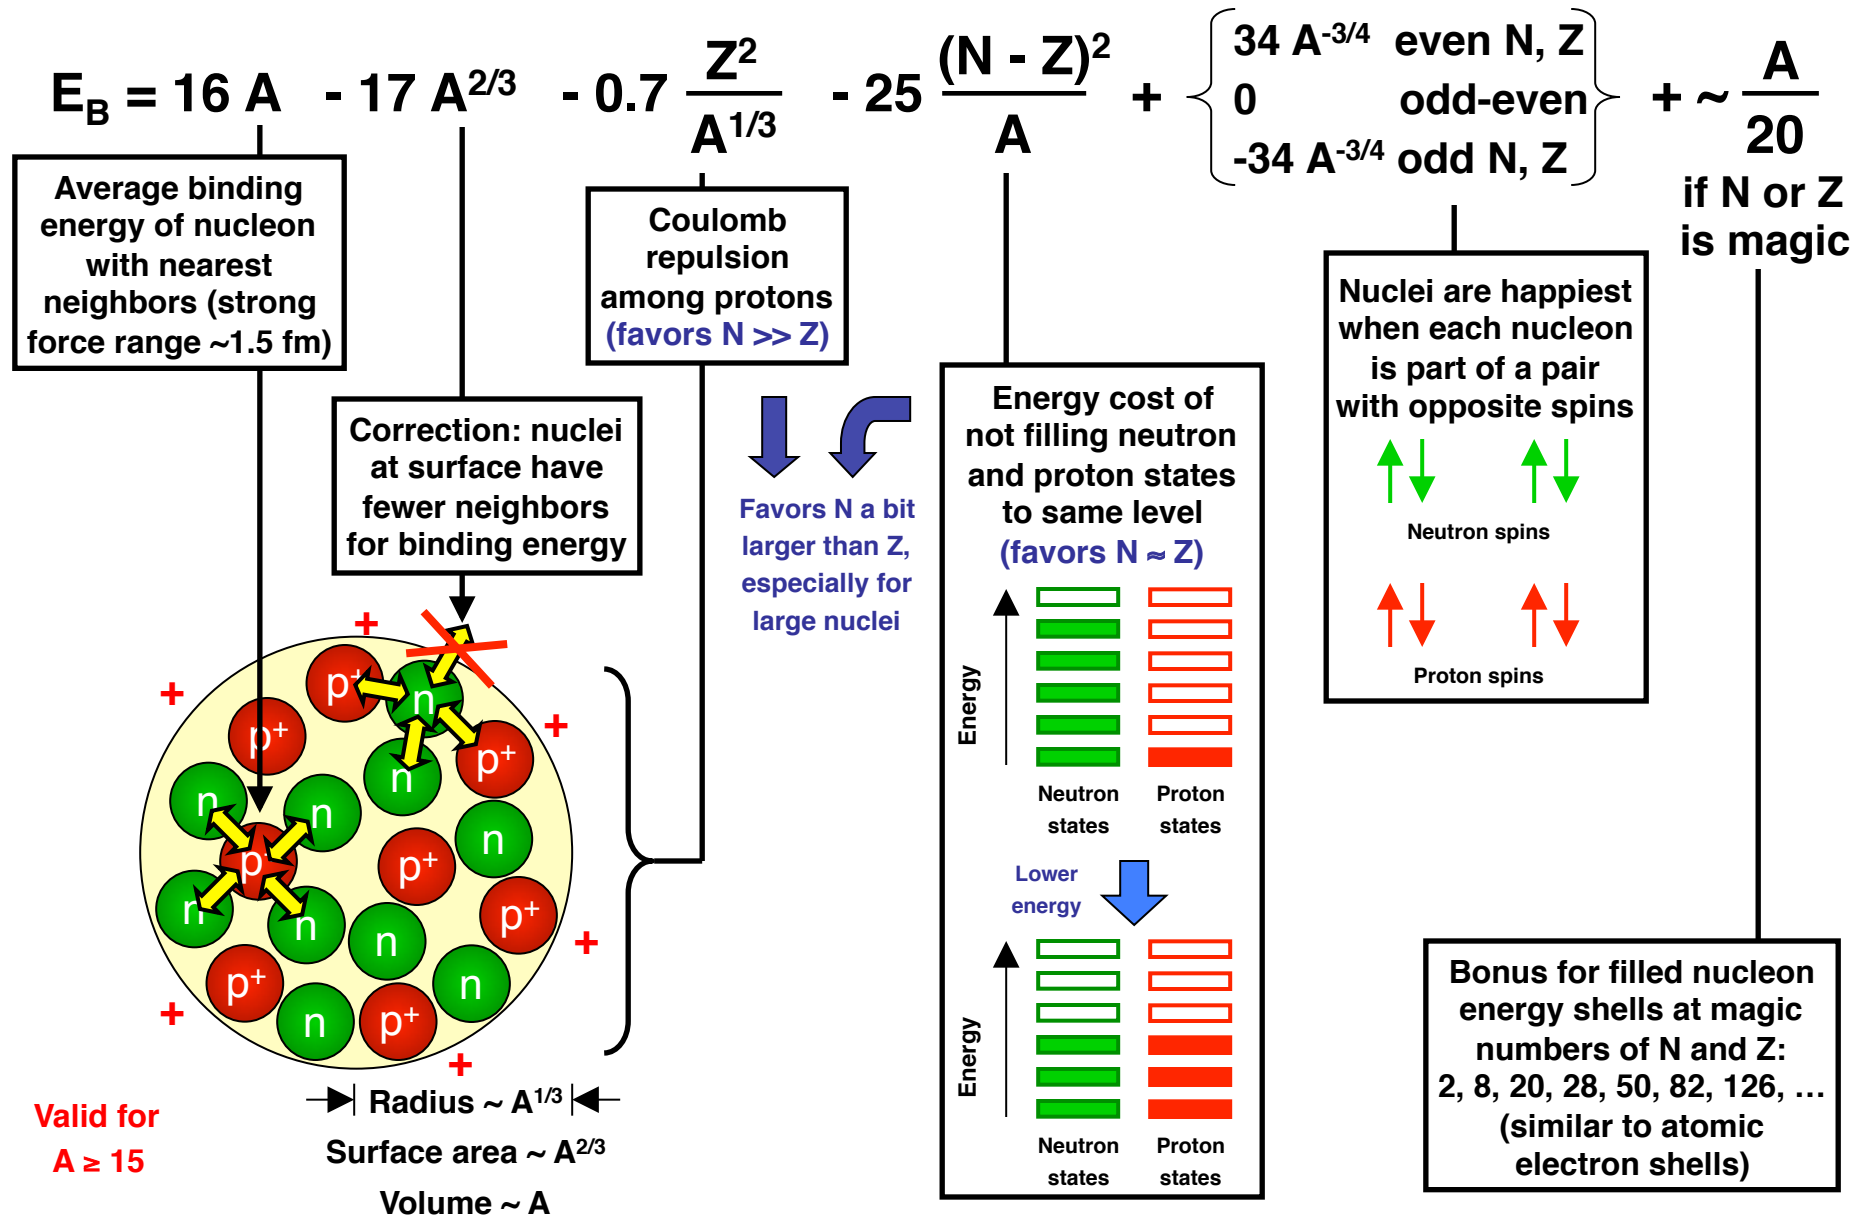 E_B = 16 A - 17 A^{2/3} - 0.7 Z^2 / A^{1/3} - 25 (N - Z)^2 / A + { 34 A^{-3/4} even N, Z
0 odd-even
-34 A^{-3/4} odd N, Z } + ~ A / 20
if N or Z
is magic
Average binding
energy of nucleon
with nearest
neighbors (strong
force range ~1.5 fm)
Correction: nuclei
at surface have
fewer neighbors
for binding energy
Coulomb
repulsion
among protons
(favors N >> Z)
Favors N a bit
larger than Z,
especially for
large nuclei
Energy cost of
not filling neutron
and proton states
to same level
(favors N ≈ Z)
Energy
Neutron
states
Proton
states
Lower
energy
Energy
Neutron
states
Proton
states
Nuclei are happiest
when each nucleon
is part of a pair
with opposite spins
Neutron spins
Proton spins
Bonus for filled nucleon
energy shells at magic
numbers of N and Z:
2, 8, 20, 28, 50, 82, 126, …
(similar to atomic
electron shells)
+
+
+
+
+
+
p+
n
p+
p+
n
n
n
n
p+
p+
n
n
p+
n
n
p+
n
n
p+
Valid for
A ≥ 15
Radius ~ A^{1/3}
Surface area ~ A^{2/3}
Volume ~ A